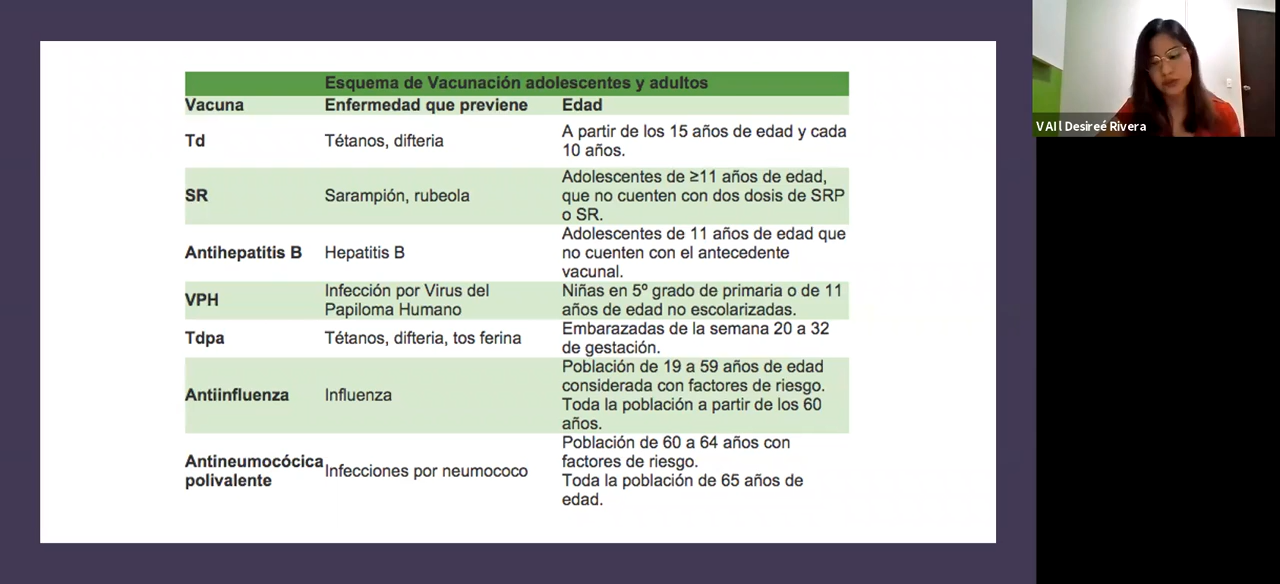 Esquema de Vacunación adolescentes y adultos
Vacuna Enfermedad que previene Edad
Td Tétanos, difteria A partir de los 15 años de edad y cada
10 años.
SR Sarampión, rubeola Adolescentes de ≥11 años de edad,
que no cuenten con dos dosis de SRP
o SR.
Antihepatitis B Hepatitis B Adolescentes de 11 años de edad que
no cuenten con el antecedente
vacunal.
VPH Infección por Virus del
Papiloma Humano
Niñas en 5º grado de primaria o de 11
años de edad no escolarizadas.
Tdpa Tétanos, difteria, tos ferina Embarazadas de la semana 20 a 32
de gestación.
Antiinfluenza Influenza Población de 19 a 59 años de edad
considerada con factores de riesgo.
Toda la población a partir de los 60
años.
Antineumocócica
polivalente
Infecciones por neumococo
Población de 60 a 64 años con
factores de riesgo.
Toda la población de 65 años de
edad.
V A I l Desireé Rivera